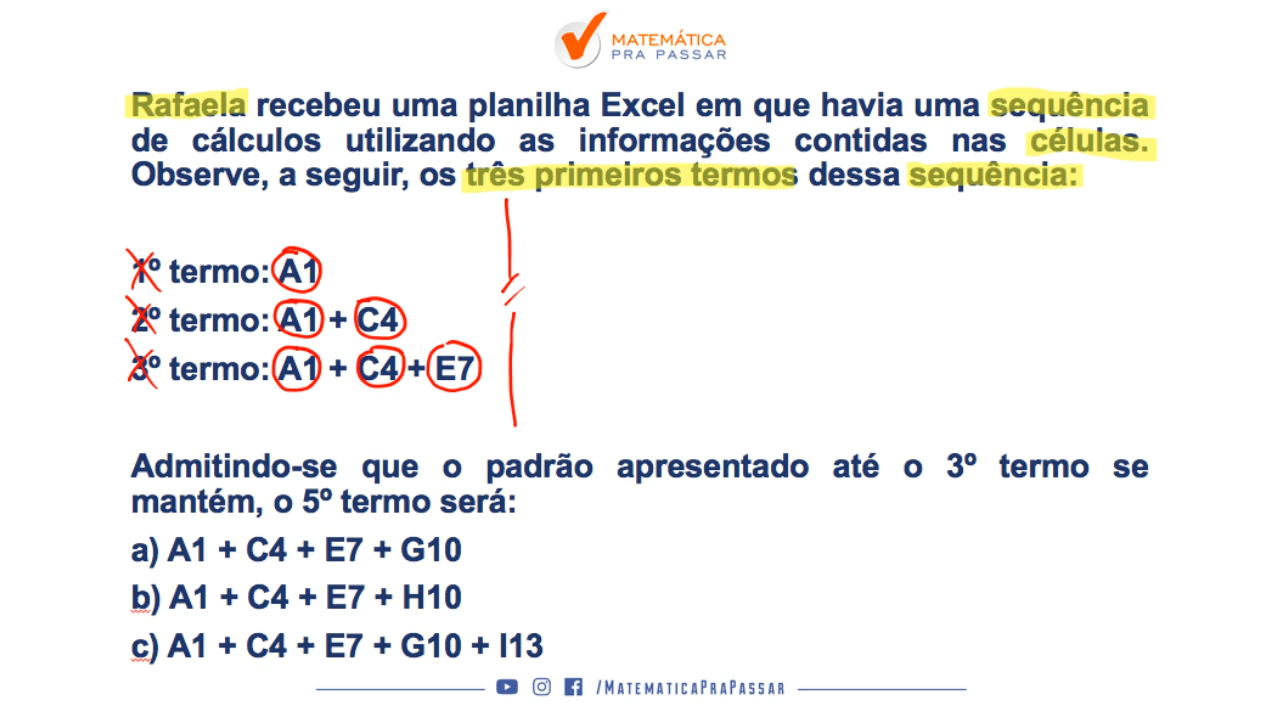 MATEMÁTICA
PRA PASSAR
Rafaela recebeu uma planilha Excel em que havia uma sequência
de cálculos utilizando as informações contidas nas células.
Observe, a seguir, os três primeiros termos dessa sequência:
1º termo: A1
2º termo: A1 + C4
3º termo: A1 + C4 + E7
Admitindo-se que o padrão apresentado até o 3º termo se
mantém, o 5º termo será:
a) A1 + C4 + E7 + G10
b) A1 + C4 + E7 + H10
c) A1 + C4 + E7 + G10 + I13
/MATEMATICAPRAPASSAR